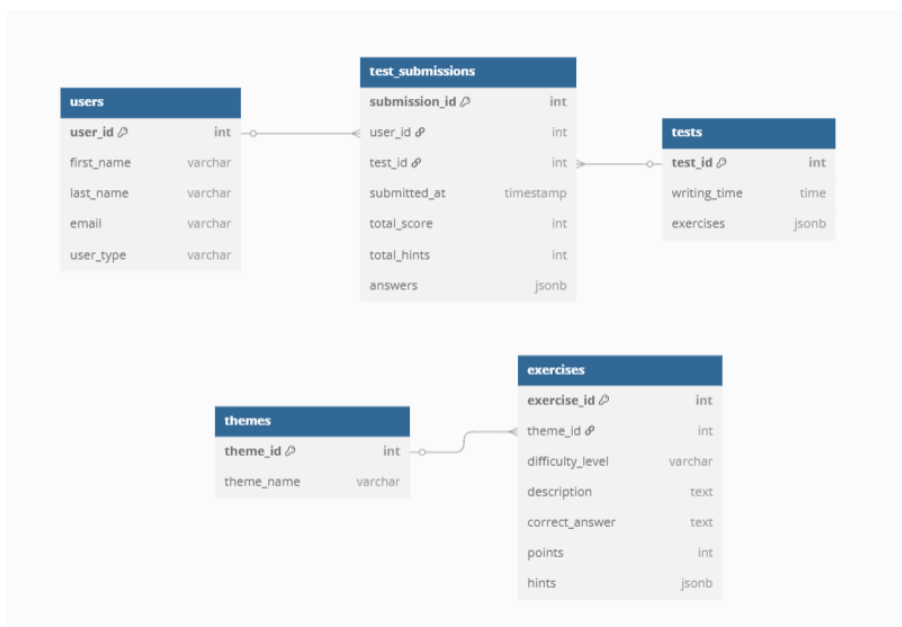 users
user_id int
first_name varchar
last_name varchar
email varchar
user_type varchar
test_submissions
submission_id int
user_id int
test_id int
submitted_at timestamp
total_score int
total_hints int
answers jsonb
tests
test_id int
writing_time time
exercises jsonb
themes
theme_id int
theme_name varchar
exercises
exercise_id int
theme_id int
difficulty_level varchar
description text
correct_answer text
points int
hints jsonb